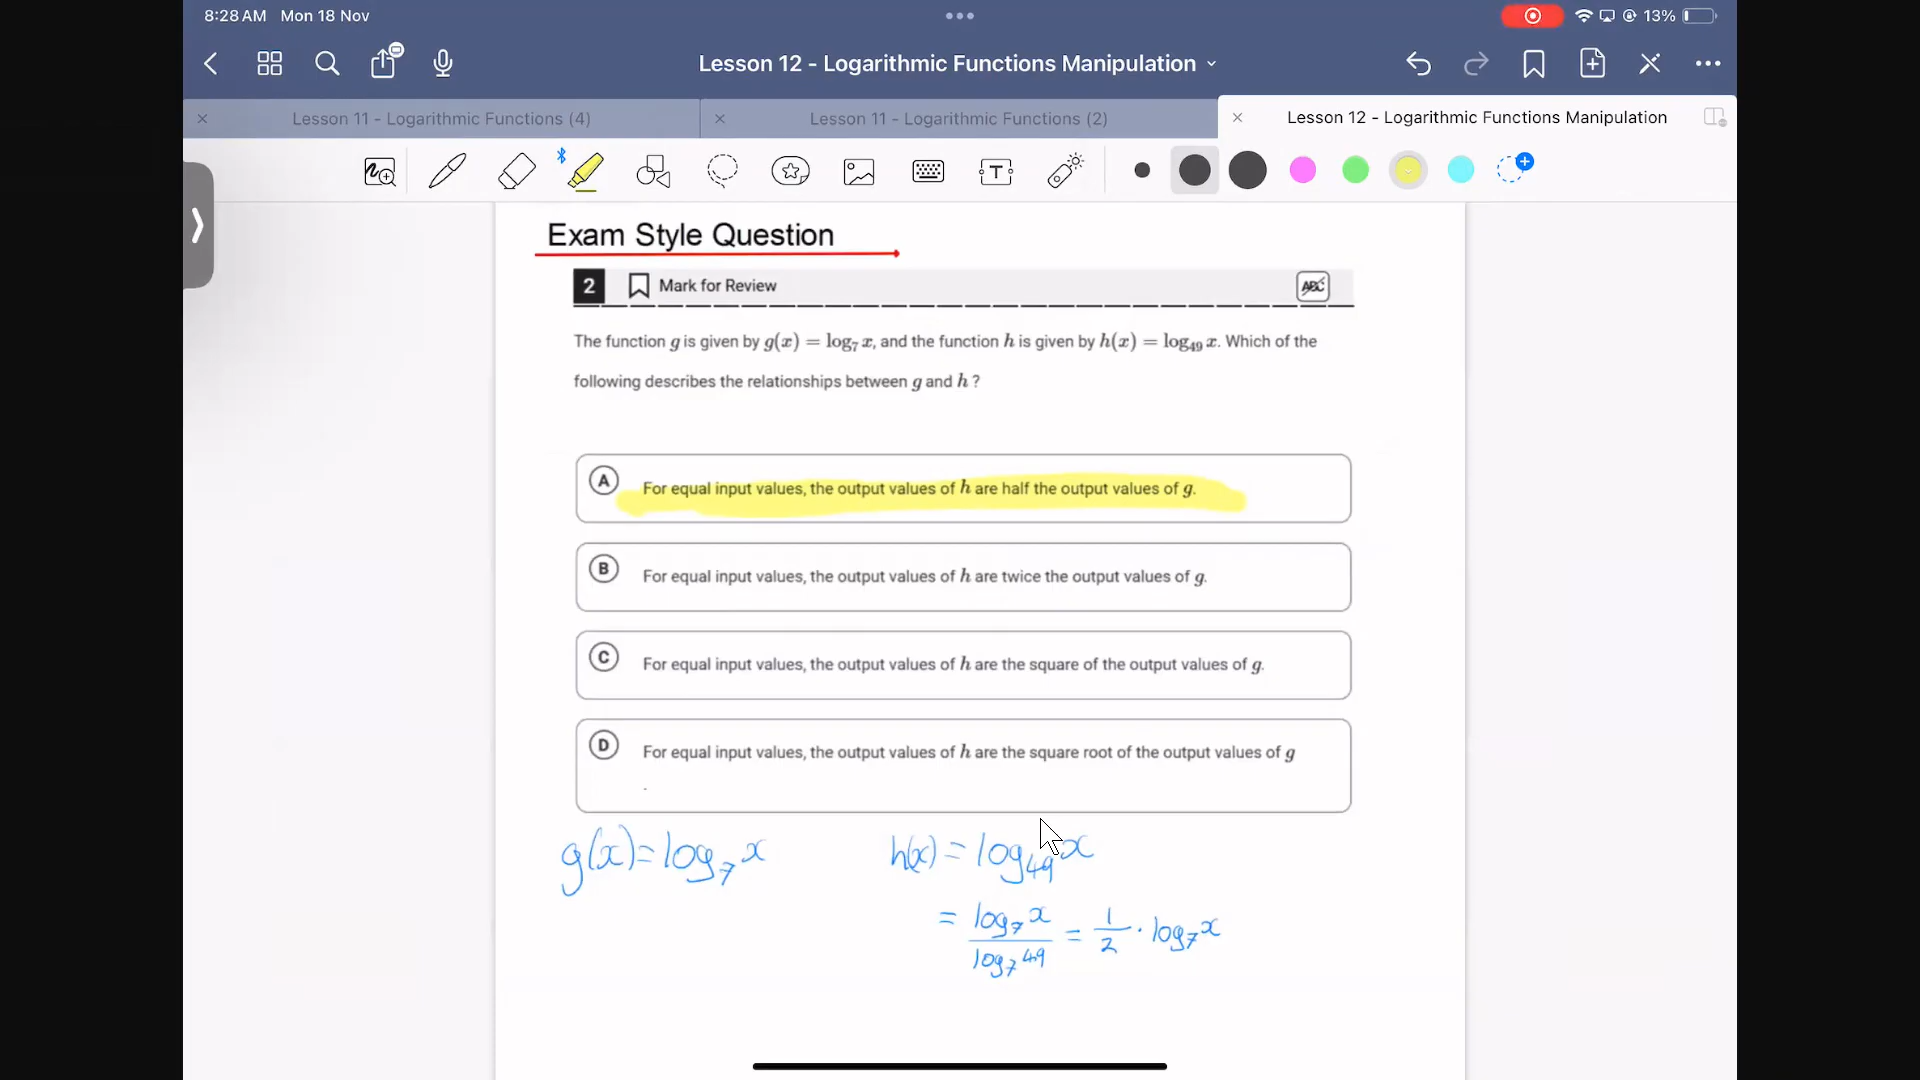 8:28 AM Mon 18 Nov
13%
Lesson 12 - Logarithmic Functions Manipulation
Lesson 11 - Logarithmic Functions (4)
Lesson 11 - Logarithmic Functions (2)
Lesson 12 - Logarithmic Functions Manipulation
T
Exam Style Question
2 Mark for Review ABC
The function g is given by g(x) = log₇ x, and the function h is given by h(x) = log₄₉ x. Which of the
following describes the relationships between g and h ?
A For equal input values, the output values of h are half the output values of g.
B For equal input values, the output values of h are twice the output values of g.
C For equal input values, the output values of h are the square of the output values of g.
D For equal input values, the output values of h are the square root of the output values of g
.
g(x) = log₇ x
h(x) = log₄₉ x
= log₇ x / log₇ 49 = 1/2 · log₇ x